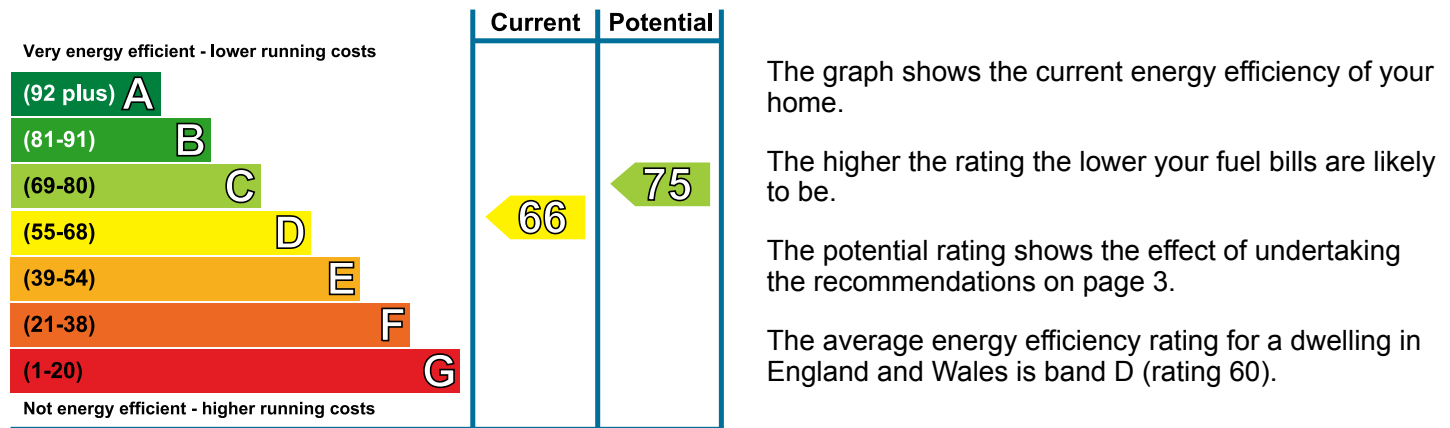 Current Potential
Very energy efficient - lower running costs
(92 plus) A
(81-91) B
(69-80) C
(55-68) D
(39-54) E
(21-38) F
(1-20) G
Not energy efficient - higher running costs
66
75
The graph shows the current energy efficiency of your
home.
The higher the rating the lower your fuel bills are likely
to be.
The potential rating shows the effect of undertaking
the recommendations on page 3.
The average energy efficiency rating for a dwelling in
England and Wales is band D (rating 60).